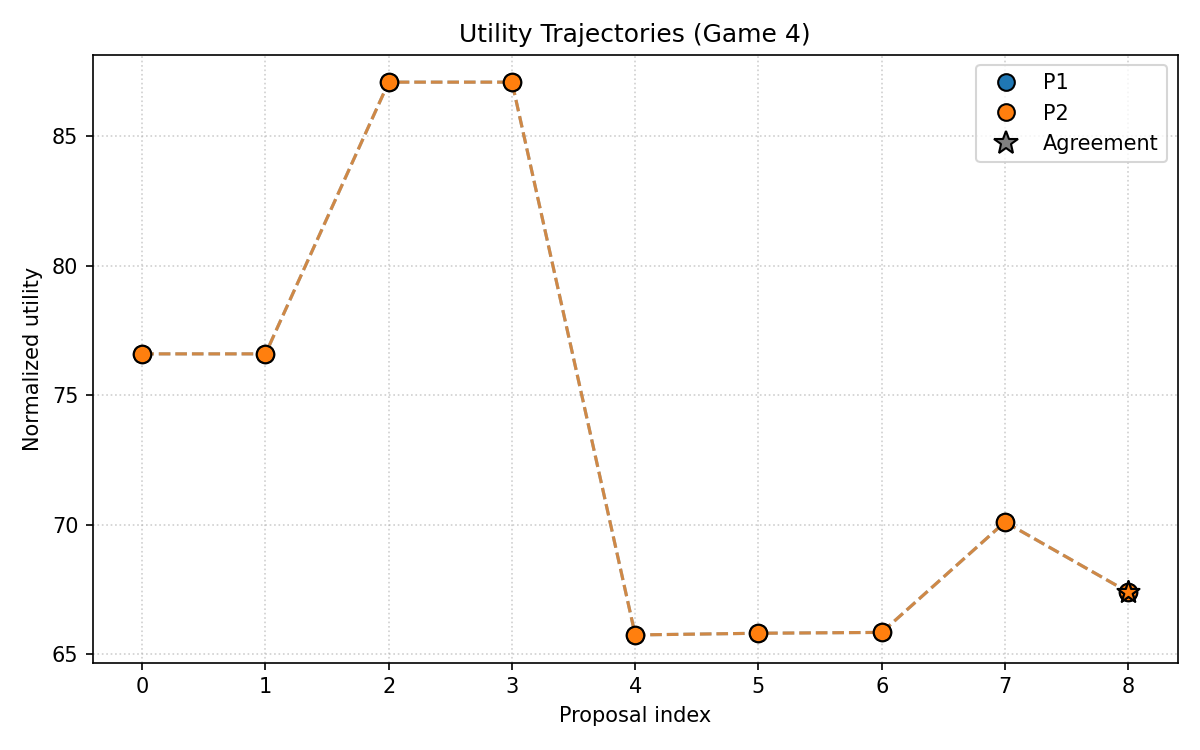 Utility Trajectories (Game 4)
P1
P2
Agreement
Normalized utility
85
80
75
70
65
0 1 2 3 4 5 6 7 8
Proposal index